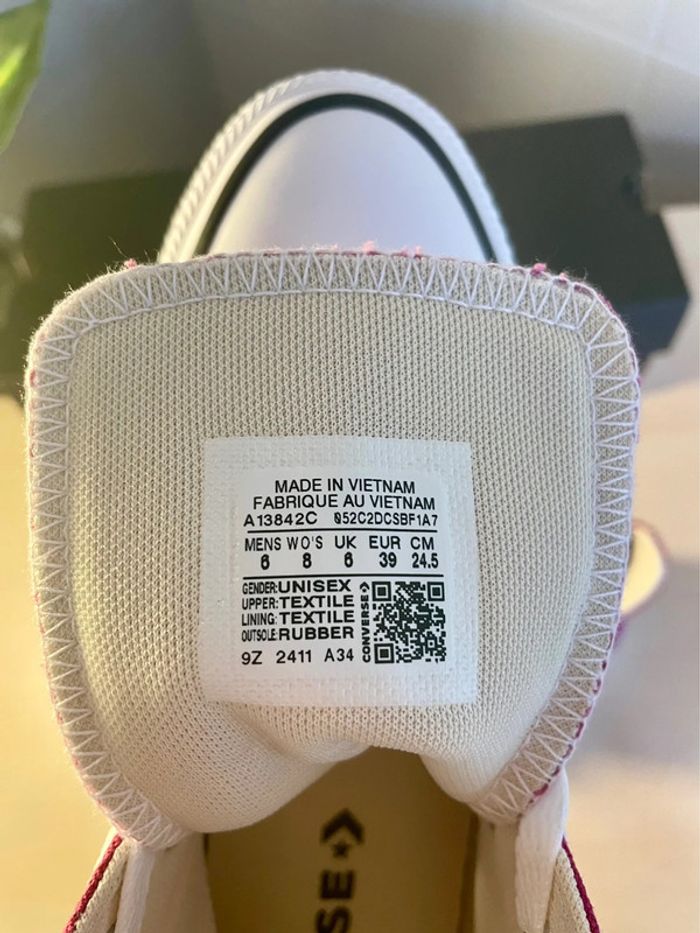 MADE IN VIETNAM
FABRIQUE AU VIETNAM
A13842C 052C2DCSBF1A7
MENS WO'S UK EUR CM
6 8 6 39 24.5
GENDER:UNISEX
UPPER:TEXTILE
LINING:TEXTILE
OUTSOLE:RUBBER
CONVERSE
9Z 2411 A34
RSE